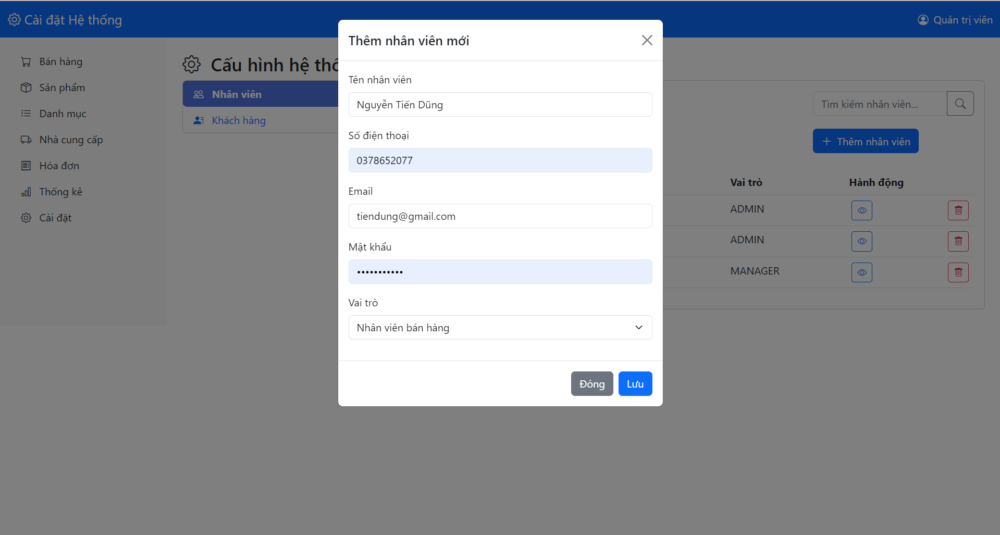 Cài đặt Hệ thống
Quản trị viên
Bán hàng
Sản phẩm
Danh mục
Nhà cung cấp
Hóa đơn
Thống kê
Cài đặt
Cấu hình hệ thố
Nhân viên
Khách hàng
Tìm kiếm nhân viên...
Thêm nhân viên
Vai trò Hành động
ADMIN
ADMIN
MANAGER
Thêm nhân viên mới
Tên nhân viên
Nguyễn Tiến Dũng
Số điện thoại
0378652077
Email
tiendung@gmail.com
Mật khẩu
•••••••••••
Vai trò
Nhân viên bán hàng
Đóng Lưu